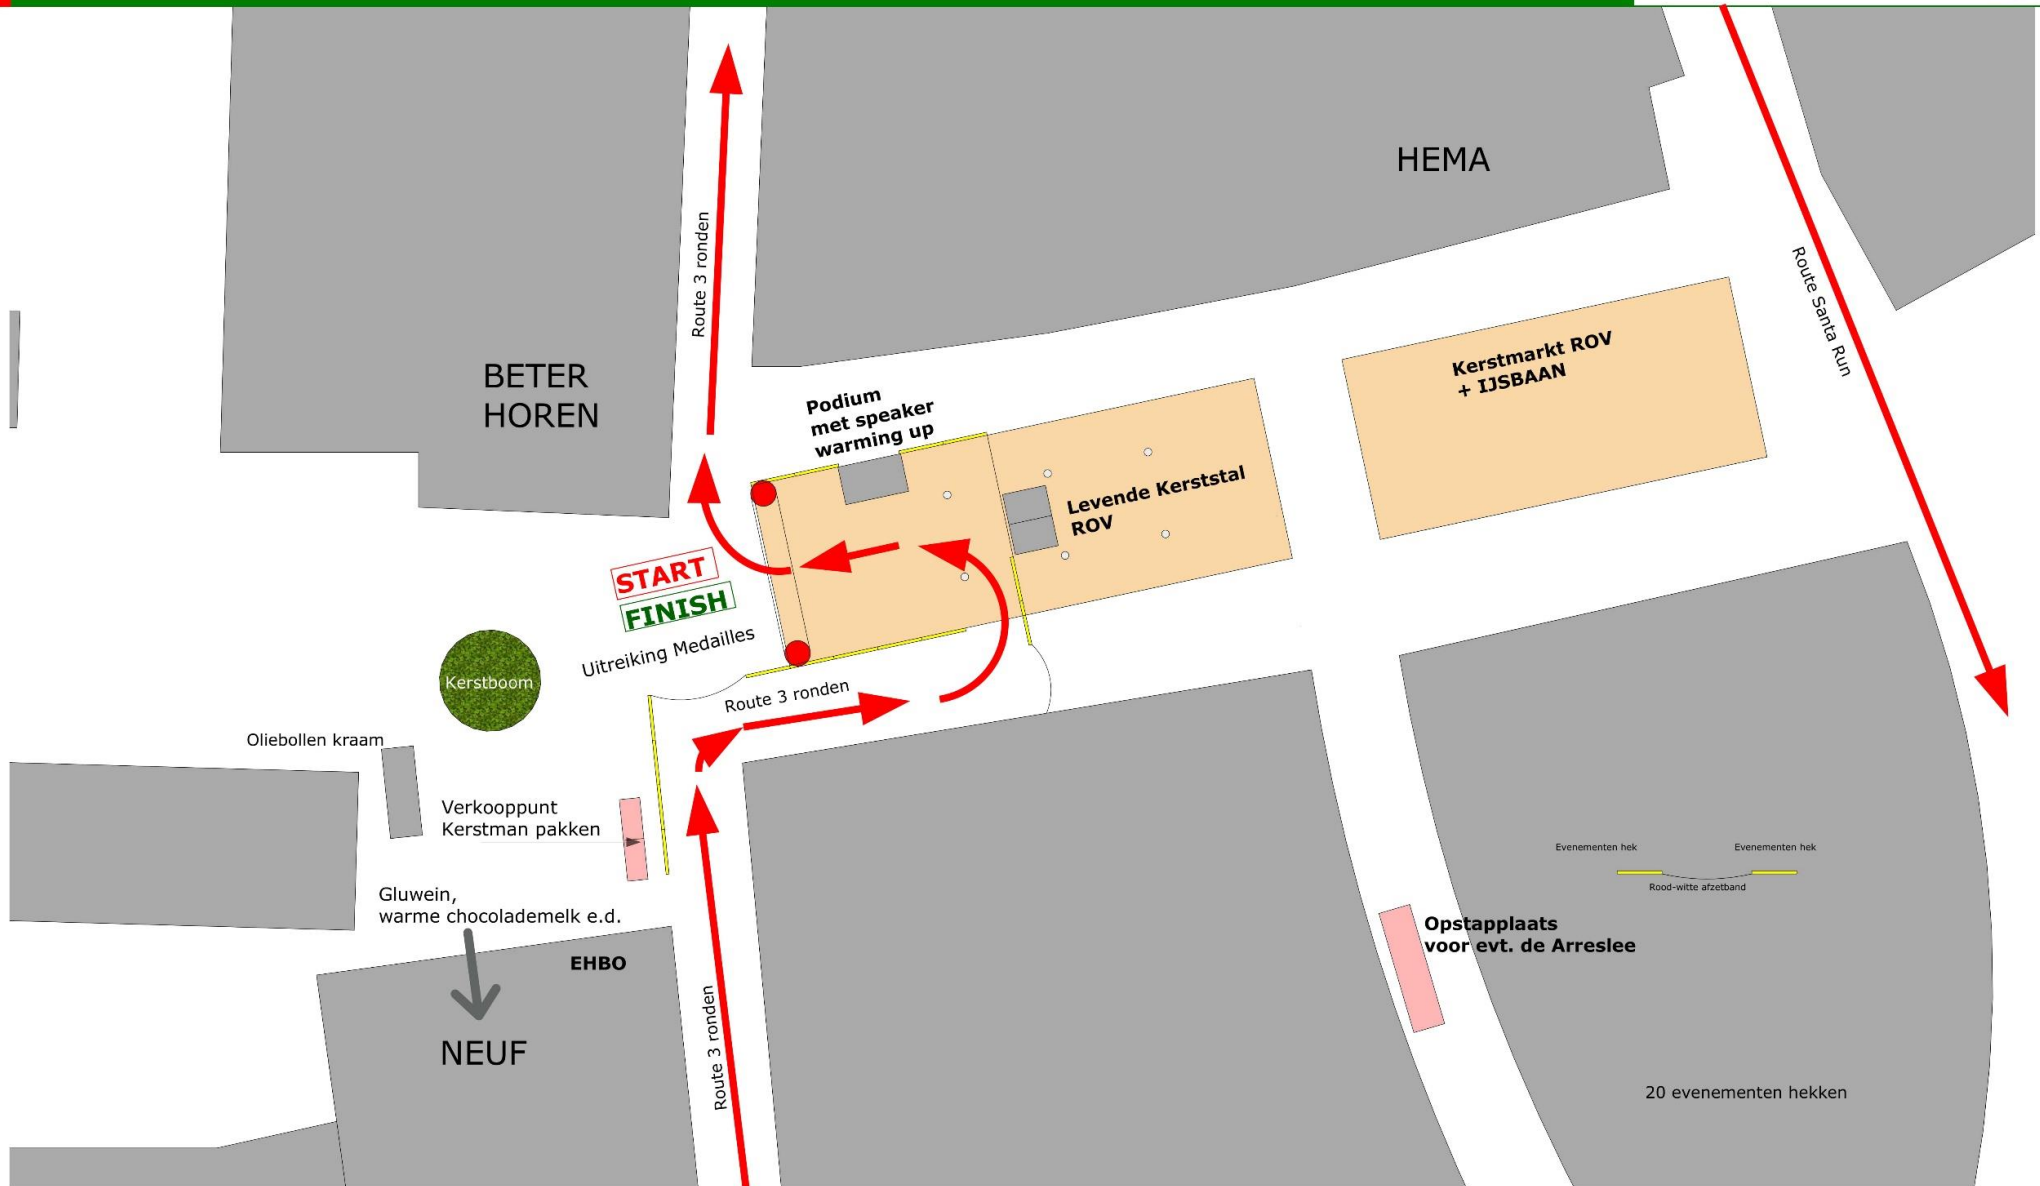 HEMA
Route 3 ronden
Route Santa Run
Kerstmarkt ROV
+ IJSBAAN
BETER
HOREN
Podium
met speaker
warming up
Levende Kerststal
ROV
START
FINISH
Uitreiking Medailles
Kerstboom
Route 3 ronden
Oliebollen kraam
Verkooppunt
Kerstman pakken
Evenementen hek
Evenementen hek
Rood-witte afzetband
Gluwein,
warme chocolademelk e.d.
Opstapplaats
voor evt. de Arreslee
EHBO
NEUF
Route 3 ronden
20 evenementen hekken